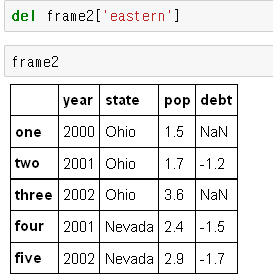 del frame2['eastern']
frame2
year state pop debt
one 2000 Ohio 1.5 NaN
two 2001 Ohio 1.7 -1.2
three 2002 Ohio 3.6 NaN
four 2001 Nevada 2.4 -1.5
five 2002 Nevada 2.9 -1.7